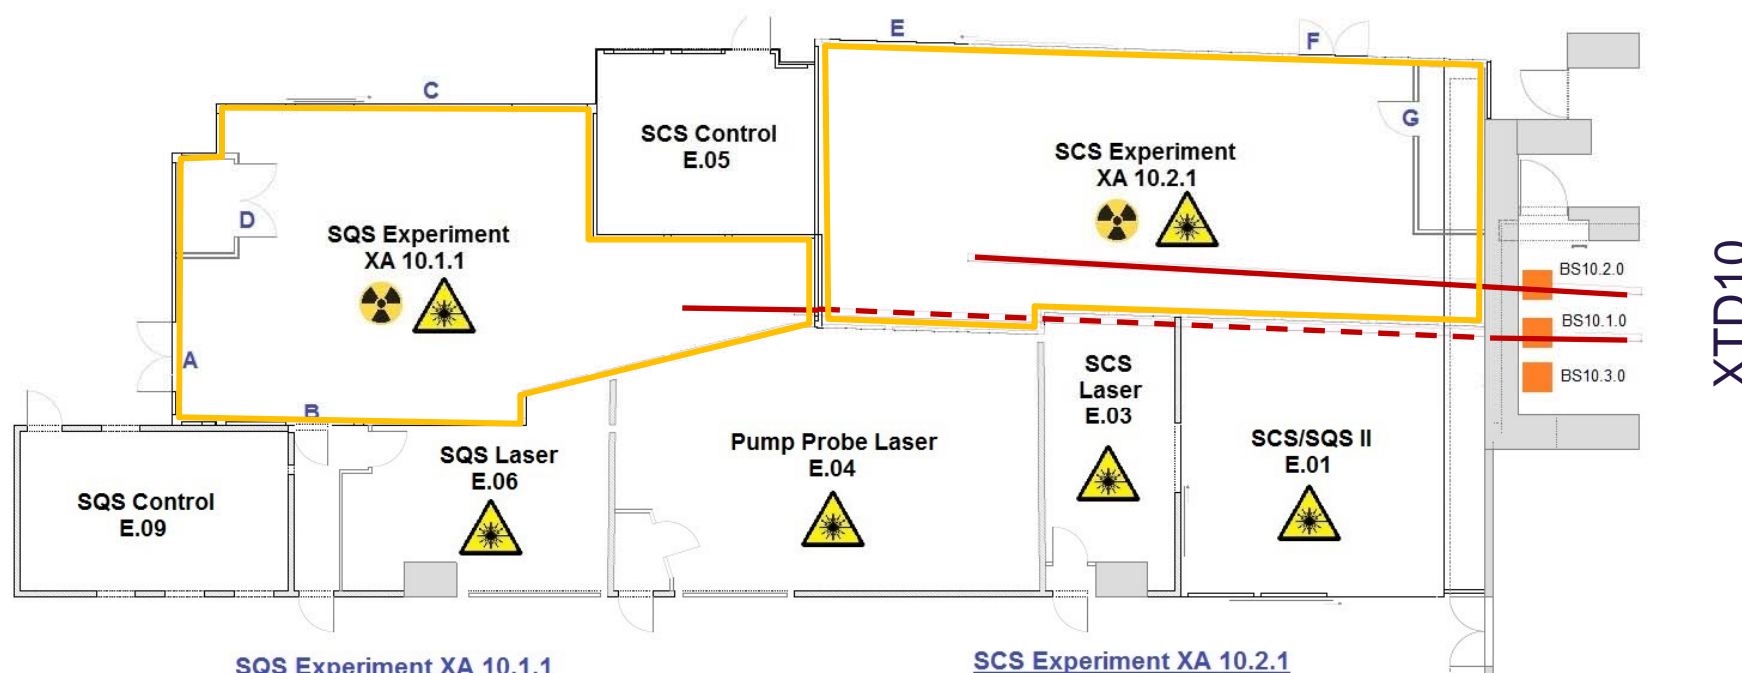 E
F
C
SCS Control
E.05
G
SCS Experiment
XA 10.2.1
D
SQS Experiment
XA 10.1.1
BS10.2.0
BS10.1.0
BS10.3.0
XTD10
A
SCS
Laser
E.03
B
SQS Laser
E.06
Pump Probe Laser
E.04
SCS/SQS II
E.01
SQS Control
E.09
SQS Experiment XA 10.1.1
SCS Experiment XA 10.2.1